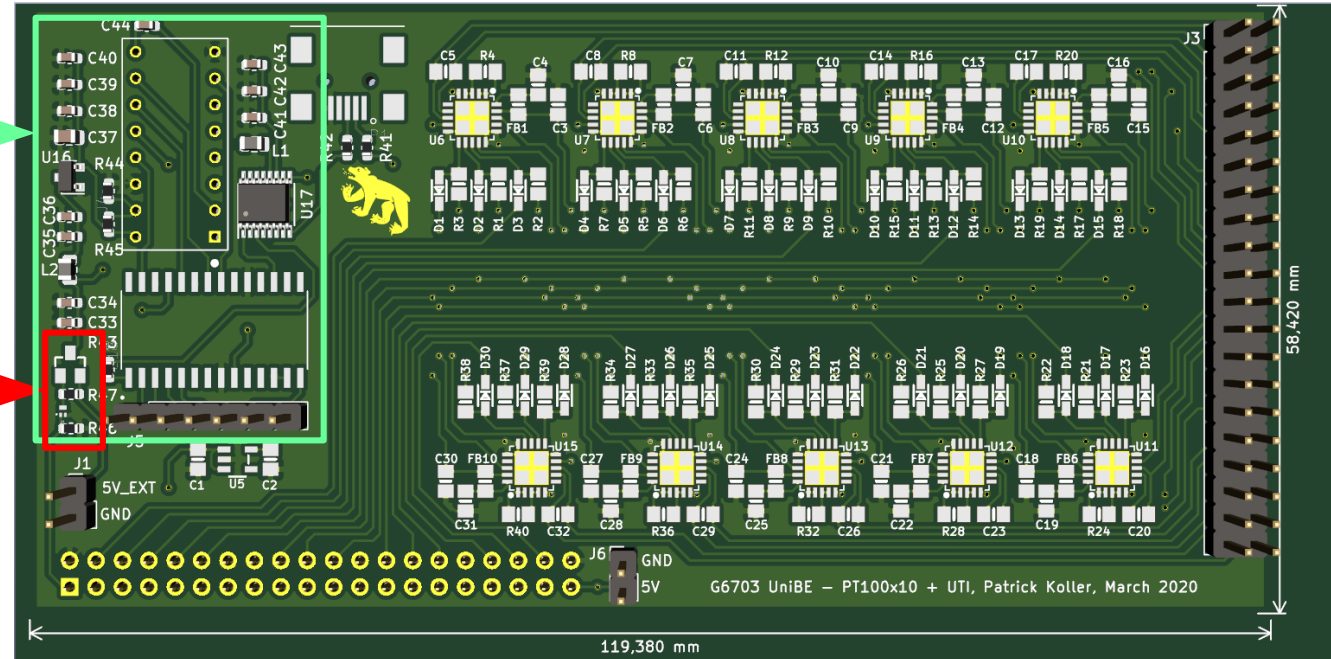 C44
C40
C39
C38
C37
U16
R44
C36
C35
R45
L2
C34
C33
R43
R47
R46
J5
C43
C42
C41
L1
U17
R42
R41
C5 R4 C4 C8 R8 C7 C11 R12 C10 C14 R16 C13 C17 R20 C16
J3
U6 FB1 C3 U7 FB2 C6 U8 FB3 C9 U9 FB4 C12 U10 FB5 C15
D1 R3 D2 R1 D3 R2 D4 R7 D5 R5 D6 R6 D7 R11 D8 R9 D9 R10 D10 R15 D11 R13 D12 R14 D13 R19 D14 R17 D15 R18
58,420 mm
R38 D30 R37 D29 R39 D28 R34 D27 R33 D26 R35 D25 R30 D24 R29 D23 R31 D22 R26 D21 R25 D20 R27 D19 R22 D18 R21 D17 R23 D16
U15 U14 U13 U12 U11
C30 FB10 C27 FB9 C24 FB8 C21 FB7 C18 FB6
C31 R40 C32 C28 R36 C29 C25 R32 C26 C22 R28 C23 C19 R24 C20
J1
C1 U5 C2
5V_EXT
GND
J6
GND
5V
G6703 UniBE – PT100x10 + UTI, Patrick Koller, March 2020
119,380 mm